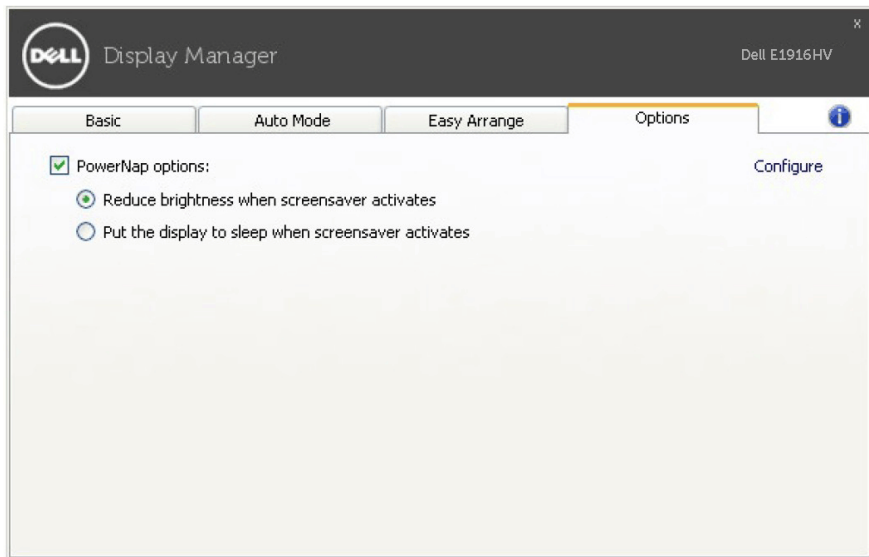 x
DELL Display Manager Dell E1916HV
Basic Auto Mode Easy Arrange Options i
PowerNap options: Configure
Reduce brightness when screensaver activates
Put the display to sleep when screensaver activates